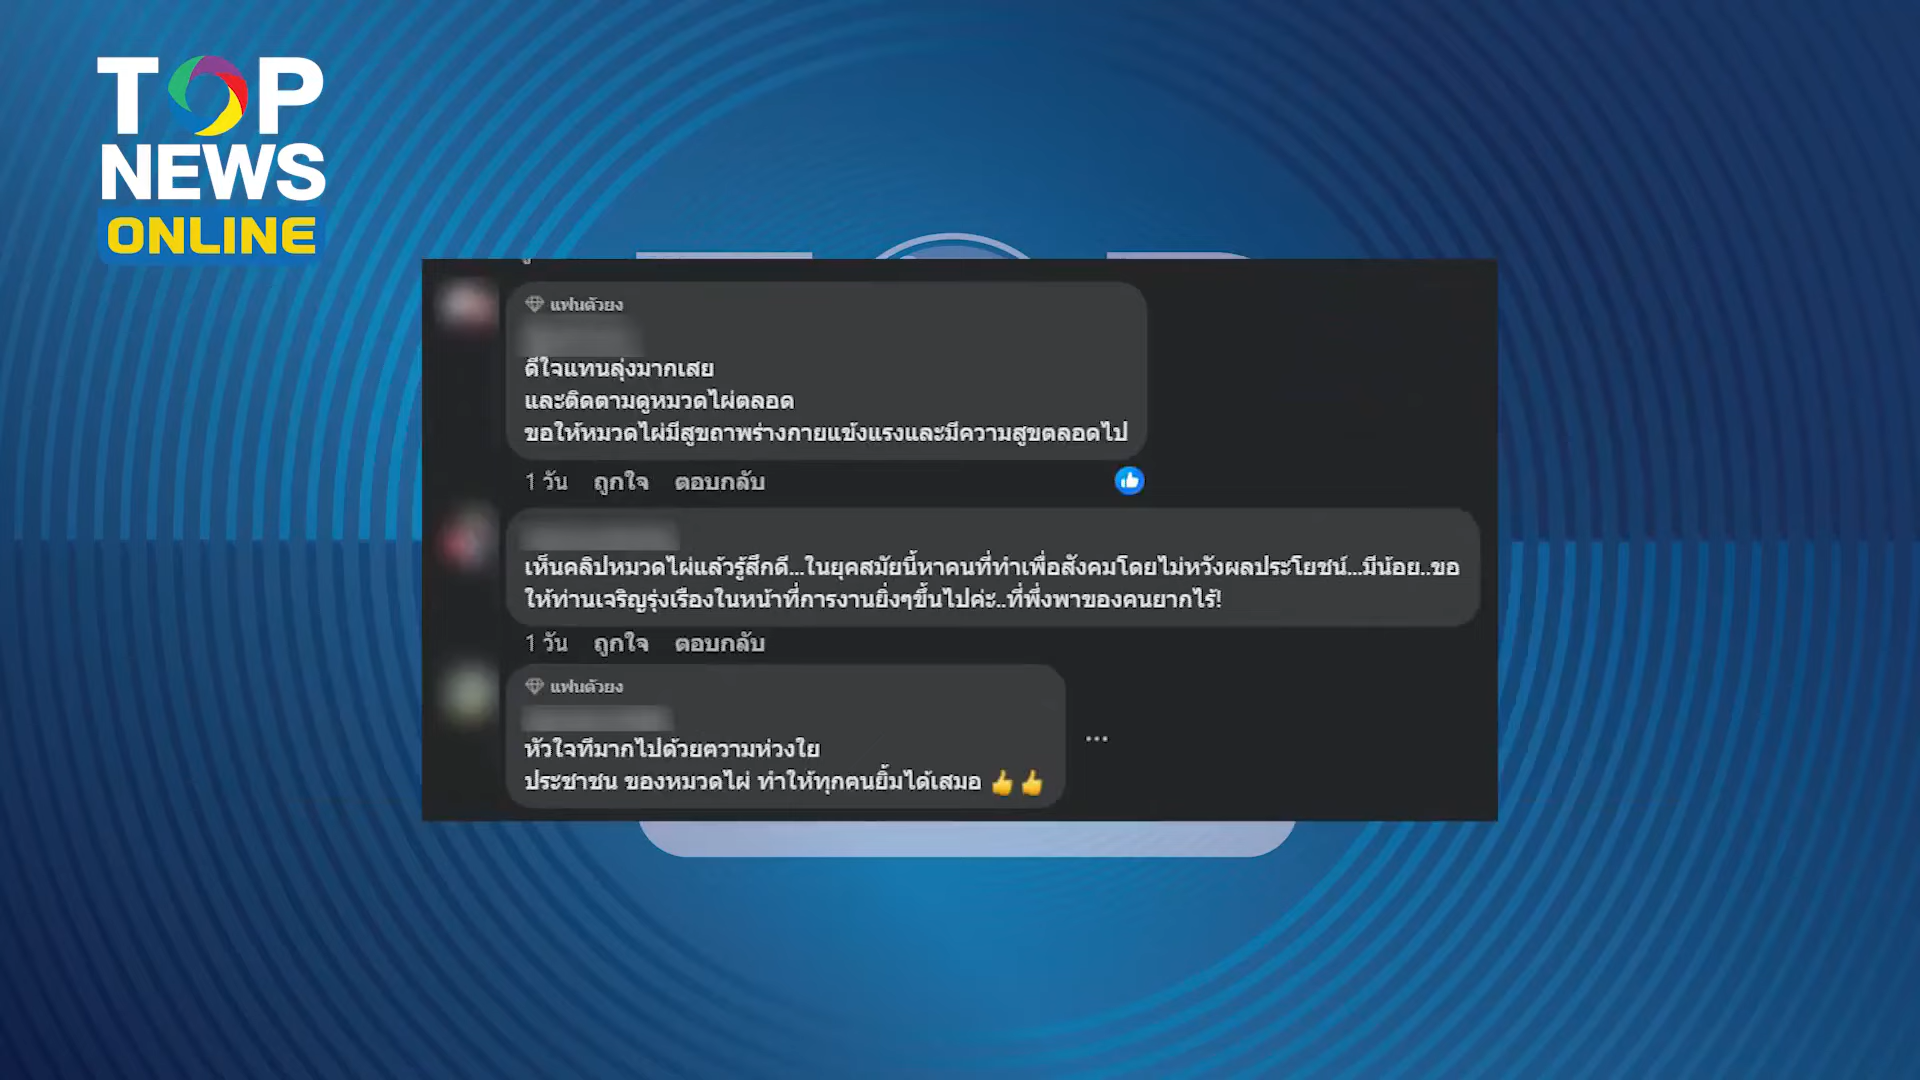 TOP
NEWS
ONLINE
แฟนตัวยง
ดีใจแทนลุ่งมากเสย
และติดตามดูหมวดไผ่ตลอด
ขอให้หมวดไผ่มีสูขถาพร่างกายแข้งแรงและมีความสูขตลอดไป
1 วัน ถูกใจ ตอบกลับ
เห็นคลิปหมวดไผ่แล้วรู้สึกดี...ในยุคสมัยนี้หาคนที่ทำเพื่อสังคมโดยไม่หวังผลประโยชน์...มีน้อย..ขอ
ให้ท่านเจริญรุ่งเรืองในหน้าที่การงานยิ่งๆขึ้นไปค่ะ..ที่พึ่งพาของคนยากไร้!
1 วัน ถูกใจ ตอบกลับ
แฟนตัวยง
หัวใจทีมากไปด้วยความห่วงใย
ประชาชน ของหมวดไผ่ ทำให้ทุกคนยิ้มได้เสมอ 👍👍